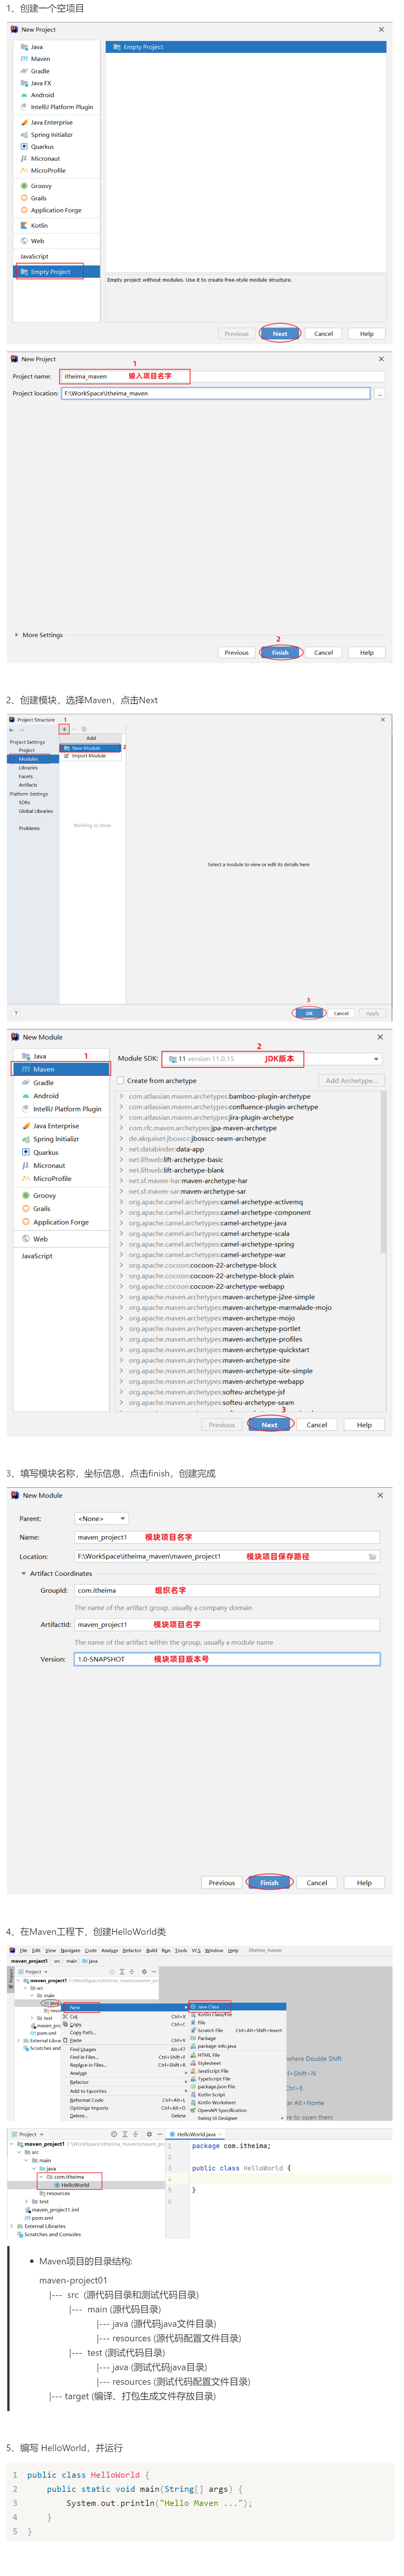 1、创建一个空项目
New Project
Java
Maven
Gradle
Java FX
Android
IntelliJ Platform Plugin
Java Enterprise
Spring Initializr
Quarkus
Micronaut
MicroProfile
Groovy
Grails
Application Forge
Kotlin
Web
JavaScript
Empty Project
Empty Project
Empty project without modules. Use it to create free-style module structure.
Previous Next Cancel Help
New Project
1
Project name: itheima_maven 输入项目名字
Project location: F:\WorkSpace\itheima_maven ...
More Settings
2
Previous Finish Cancel Help
2、创建模块，选择Maven，点击Next
Project Structure
1
Add
Project Settings
New Module 2
Project
Import Module
Modules
Libraries
Facets
Artifacts
Platform Settings
SDKs
Global Libraries
Problems
Nothing to show
Select a module to view or edit its details here
3
? OK Cancel Apply
New Module
2
Java 1
Maven
Gradle
Android
IntelliJ Platform Plugin
Java Enterprise
Spring Initializr
Quarkus
Micronaut
MicroProfile
Groovy
Grails
Application Forge
Web
JavaScript
Module SDK: 11 version 11.0.15 JDK版本
Create from archetype Add Archetype...
com.atlassian.maven.archetypes:bamboo-plugin-archetype
com.atlassian.maven.archetypes:confluence-plugin-archetype
com.atlassian.maven.archetypes:jira-plugin-archetype
com.rfc.maven.archetypes:jpa-maven-archetype
de.akquinet.jbosscc:jbosscc-seam-archetype
net.databinder:data-app
net.liftweb:lift-archetype-basic
net.liftweb:lift-archetype-blank
net.sf.maven-har:maven-archetype-har
net.sf.maven-sar:maven-archetype-sar
org.apache.camel.archetypes:camel-archetype-activemq
org.apache.camel.archetypes:camel-archetype-component
org.apache.camel.archetypes:camel-archetype-java
org.apache.camel.archetypes:camel-archetype-scala
org.apache.camel.archetypes:camel-archetype-spring
org.apache.camel.archetypes:camel-archetype-war
org.apache.cocoon:cocoon-22-archetype-block
org.apache.cocoon:cocoon-22-archetype-block-plain
org.apache.cocoon:cocoon-22-archetype-webapp
org.apache.maven.archetypes:maven-archetype-j2ee-simple
org.apache.maven.archetypes:maven-archetype-marmalade-mojo
org.apache.maven.archetypes:maven-archetype-mojo
org.apache.maven.archetypes:maven-archetype-portlet
org.apache.maven.archetypes:maven-archetype-profiles
org.apache.maven.archetypes:maven-archetype-quickstart
org.apache.maven.archetypes:maven-archetype-site
org.apache.maven.archetypes:maven-archetype-site-simple
org.apache.maven.archetypes:maven-archetype-webapp
org.apache.maven.archetypes:softeu-archetype-jsf
org.apache.maven.archetypes:softeu-archetype-seam
3
Previous Next Cancel Help
3、填写模块名称，坐标信息，点击finish，创建完成
New Module
Parent: <None>
Name: maven_project1 模块项目名字
Location: F:\WorkSpace\itheima_maven\maven_project1 模块项目保存路径
Artifact Coordinates
GroupId: com.itheima 组织名字
The name of the artifact group, usually a company domain
ArtifactId: maven_project1 模块项目名字
The name of the artifact within the group, usually a module name
Version: 1.0-SNAPSHOT 模块项目版本号
Previous Finish Cancel Help
4、在Maven工程下，创建HelloWorld类
File Edit View Navigate Code Analyze Refactor Build Run Tools VCS Window Help itheima_maven
maven_project1 src main java
Project
Project
maven_project1
src
main
java
test
pom.xml
External Libraries
Scratches and
New
Cut Ctrl+X
Copy Ctrl+C
Copy Path...
Paste Ctrl+V
Find Usages Alt+F7
Find in Files... Ctrl+Shift+F
Replace in Files... Ctrl+Shift+R
Analyze
Refactor
Add to Favorites
Reformat Code Ctrl+Alt+L
Optimize Imports Ctrl+Alt+O
Delete... Delete
Java Class
Kotlin Class/File
File
Scratch File Ctrl+Alt+Shift+Insert
Package
package-info.java
HTML File
Stylesheet
JavaScript File
TypeScript File
package.json File
Kotlin Script
Kotlin Worksheet
OpenAPI Specification
Swing UI Designer
where Double Shift
Ctrl+E
ar Alt+Home
re to open them
Project
HelloWorld.java
maven_project1 F:\WorkSpace\itheima_maven\maven_pro
src
main
java
com.itheima
HelloWorld
resources
test
maven_project1.iml
pom.xml
External Libraries
Scratches and Consoles
1 package com.itheima;
2
3 public class HelloWorld {
4
5 }
6
• Maven项目的目录结构:
maven-project01
|--- src (源代码目录和测试代码目录)
|--- main (源代码目录)
|--- java (源代码java文件目录)
|--- resources (源代码配置文件目录)
|--- test (测试代码目录)
|--- java (测试代码java目录)
|--- resources (测试代码配置文件目录)
|--- target (编译、打包生成文件存放目录)
5、编写 HelloWorld，并运行
1 public class HelloWorld {
2 public static void main(String[] args) {
3 System.out.println("Hello Maven ...");
4 }
5 }